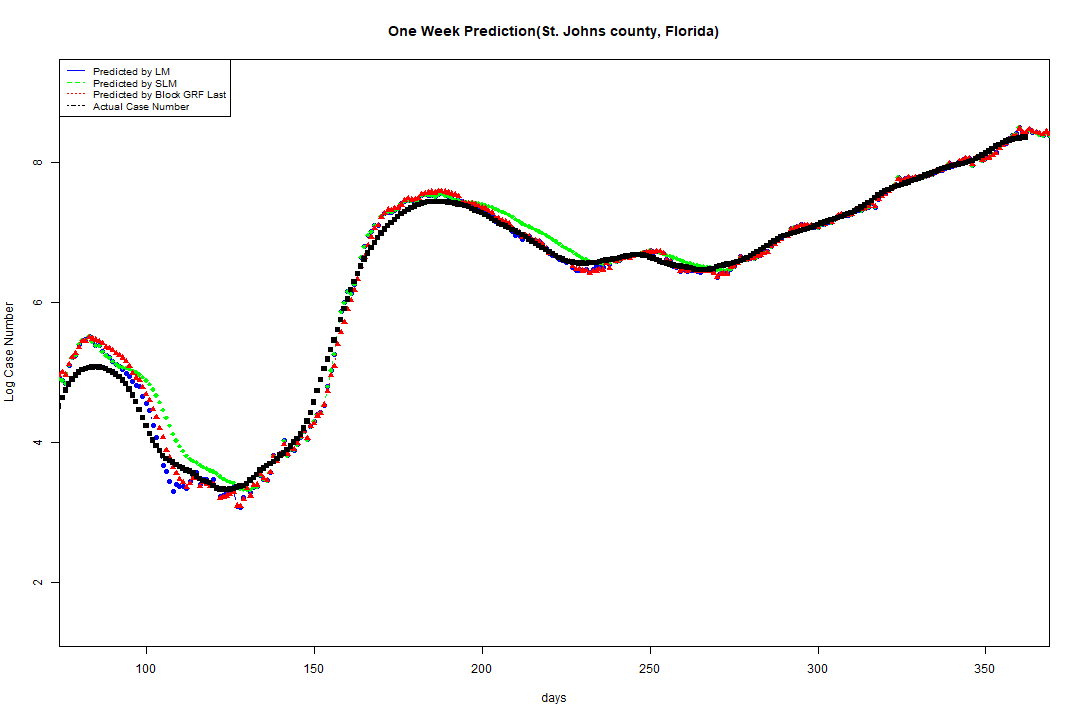 One Week Prediction(St. Johns county, Florida)
Predicted by LM
Predicted by SLM
Predicted by Block GRF Last
Actual Case Number
8
6
4
2
Log Case Number
100 150 200 250 300 350
days